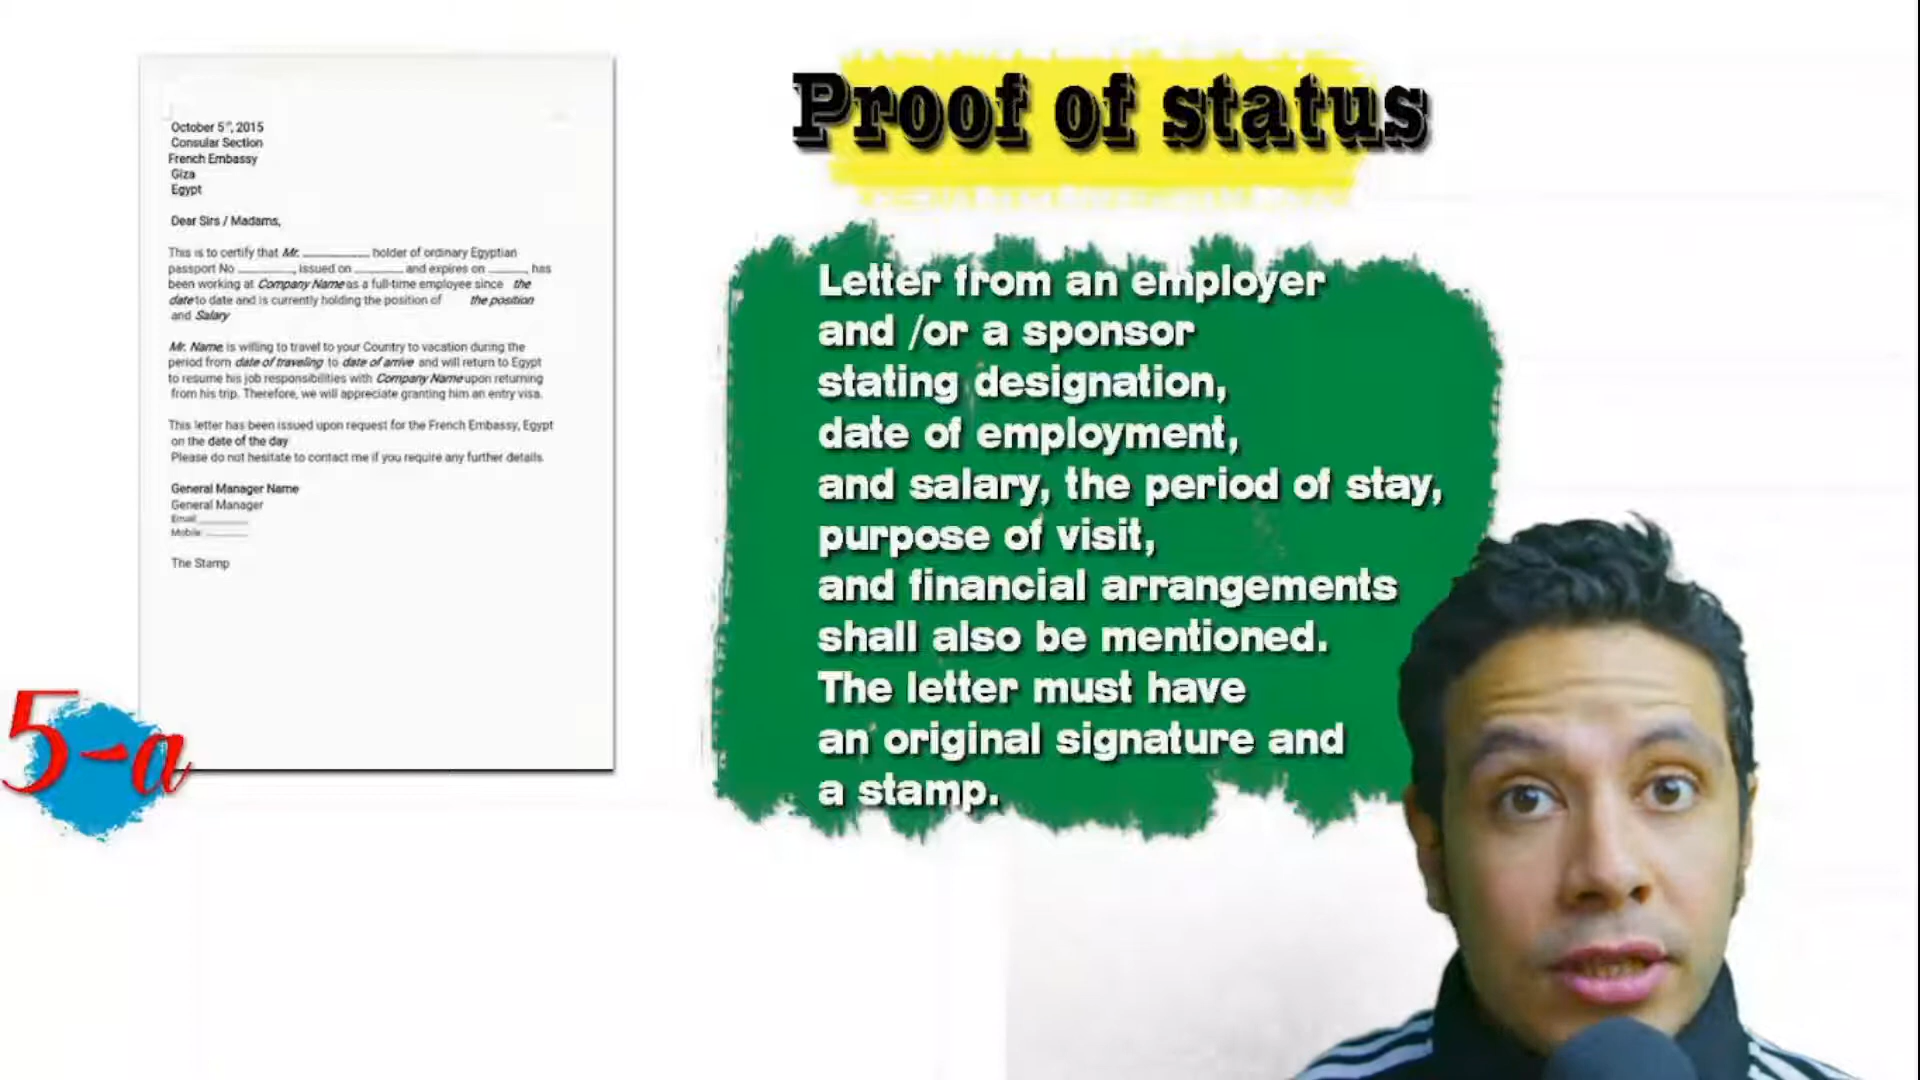 October 5th, 2015
Consular Section
French Embassy
Giza
Egypt
Dear Sirs / Madams,
This is to certify that Mr. ____________ holder of ordinary Egyptian
passport No __________, issued on ________ and expires on ______, has
been working at Company Name as a full-time employee since the
date to date and is currently holding the position of the position
and Salary
Mr. Name is willing to travel to your Country to vacation during the
period from date of traveling to date of arrive and will return to Egypt
to resume his job responsibilities with Company Name upon returning
from his trip. Therefore, we will appreciate granting him an entry visa.
This letter has been issued upon request for the French Embassy, Egypt
on the date of the day
Please do not hesitate to contact me if you require any further details.
General Manager Name
General Manager
Email __________
Mobile: ________
The Stamp
5-a
Proof of status
Letter from an employer
and /or a sponsor
stating designation,
date of employment,
and salary, the period of stay,
purpose of visit,
and financial arrangements
shall also be mentioned.
The letter must have
an original signature and
a stamp.